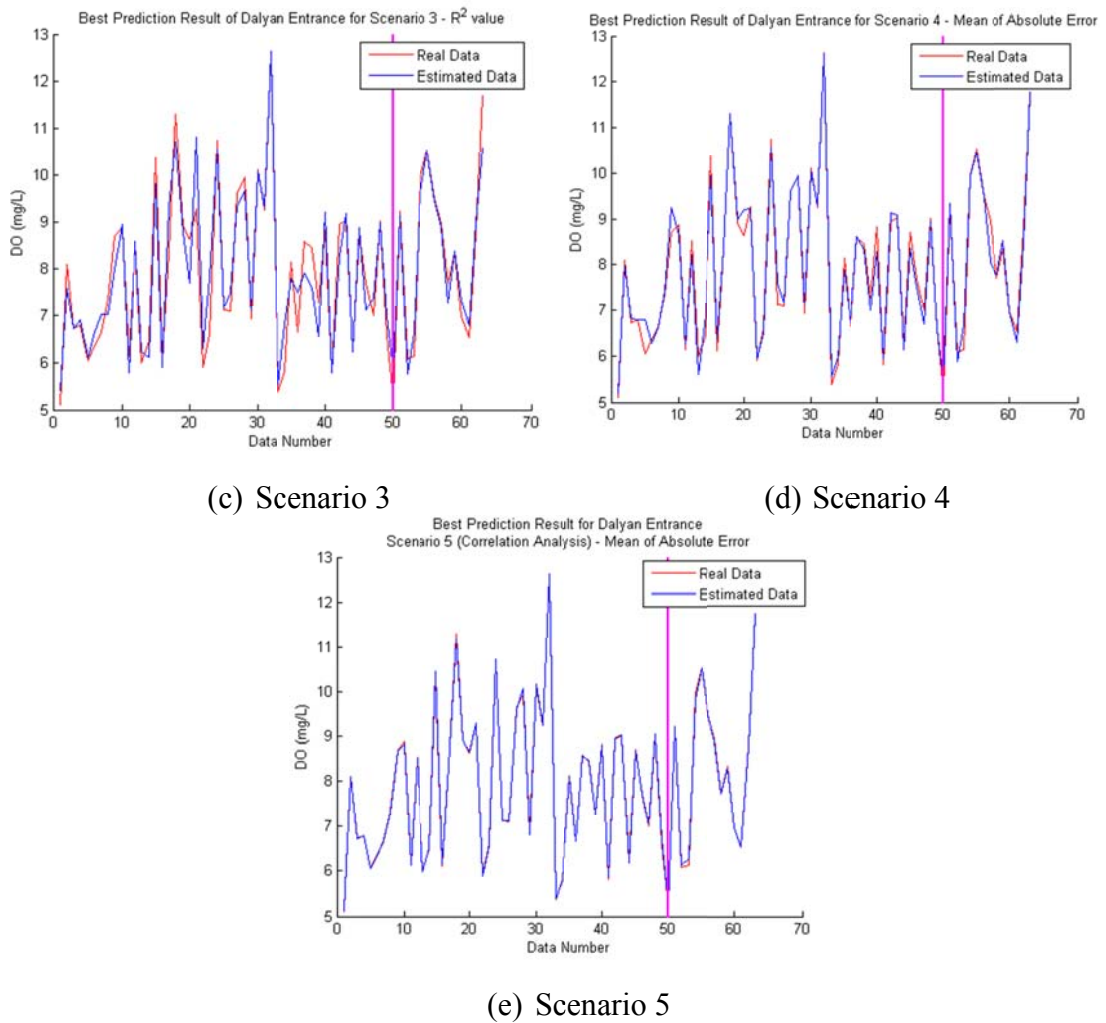 Best Prediction Result of Dalyan Entrance for Scenario 3 - R² value
13
12
11
10
9
8
7
6
5
DO (mg/L)
Real Data
Estimated Data
0 10 20 30 40 50 60 70
Data Number
(c) Scenario 3
Best Prediction Result of Dalyan Entrance for Scenario 4 - Mean of Absolute Error
13
12
11
10
9
8
7
6
5
DO (mg/L)
Real Data
Estimated Data
0 10 20 30 40 50 60 70
Data Number
(d) Scenario 4
Best Prediction Result for Dalyan Entrance
Scenario 5 (Correlation Analysis) - Mean of Absolute Error
13
12
11
10
9
8
7
6
5
DO (mg/L)
Real Data
Estimated Data
0 10 20 30 40 50 60 70
Data Number
(e) Scenario 5